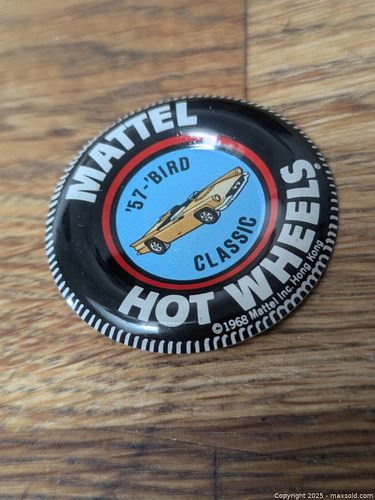 MATTEL
HOT WHEELS®
'57-'BIRD
CLASSIC
©1968 Mattel Inc. Hong Kong
Copyright 2025 - maxsold.com